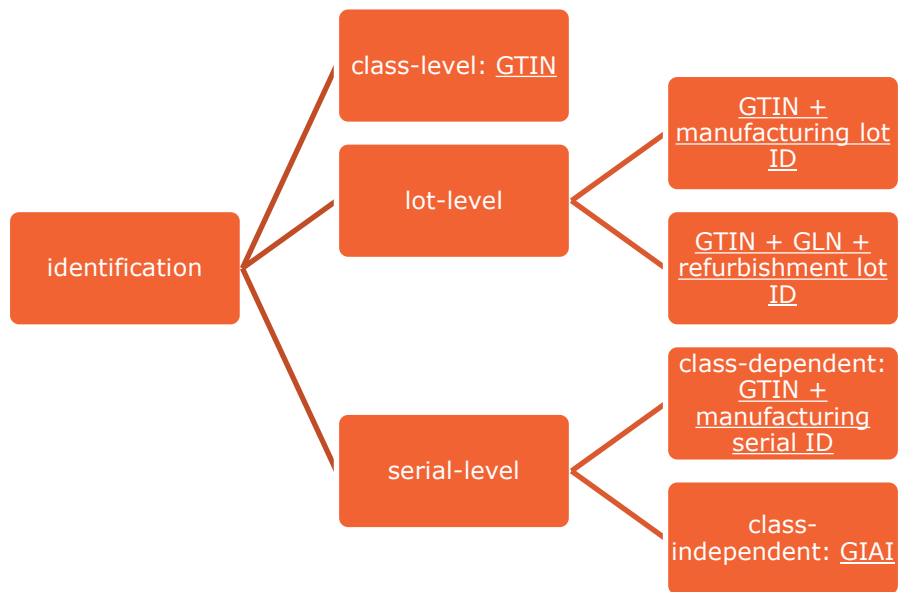 class-level: GTIN
GTIN +
manufacturing lot
ID
lot-level
identification
GTIN + GLN +
refurbishment lot
ID
class-dependent:
GTIN +
manufacturing
serial ID
serial-level
class-
independent: GIAI